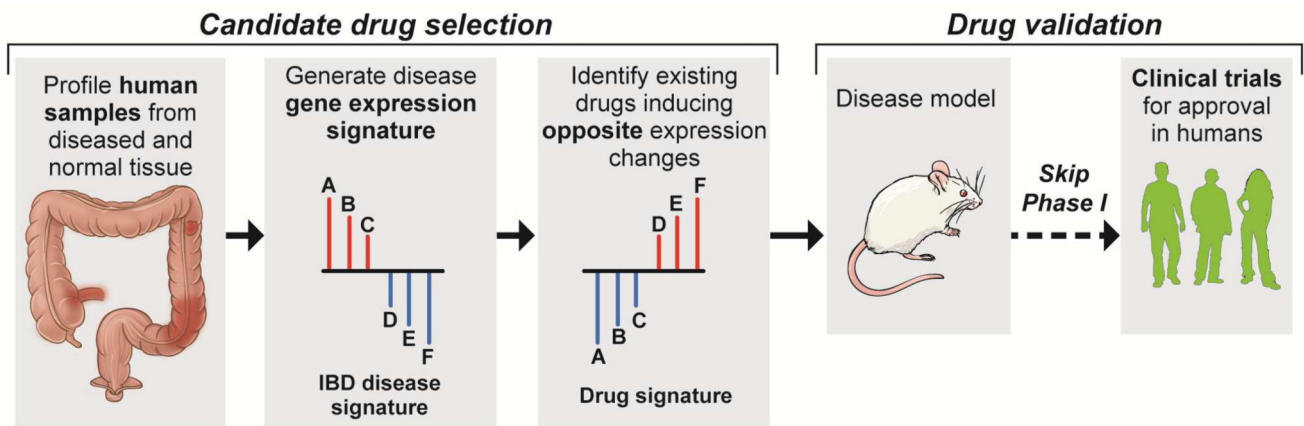 Candidate drug selection
Drug validation
Profile human
samples from
diseased and
normal tissue
Generate disease
gene expression
signature
A
B
C
D
E
F
IBD disease
signature
Identify existing
drugs inducing
opposite expression
changes
F
E
D
C
B
A
Drug signature
Disease model
Skip
Phase I
Clinical trials
for approval
in humans